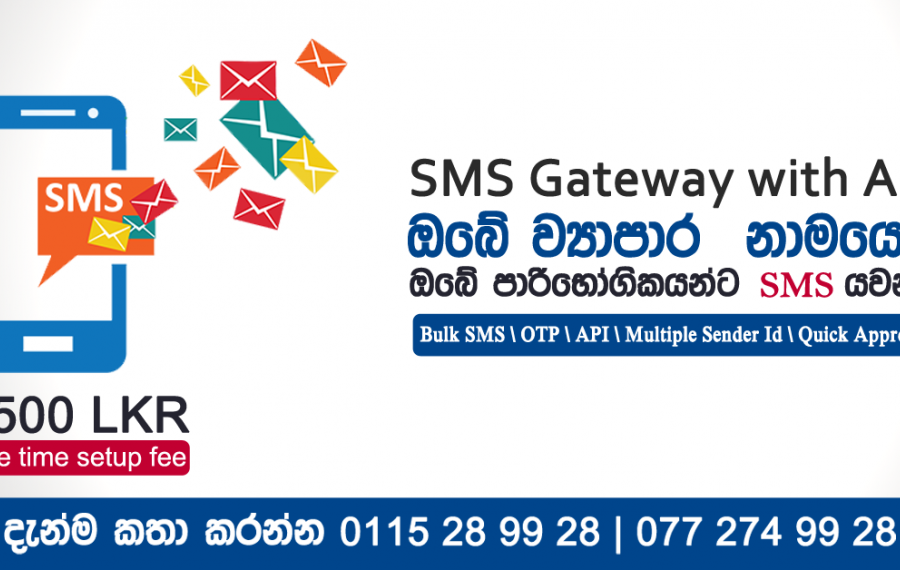 SMS
SMS Gateway with A
ඔබේ ව්‍යාපාර නාමයෙ
ඔබේ පාරිභෝගිකයන්ට SMS යවන
Bulk SMS \ OTP \ API \ Multiple Sender Id \ Quick Appro
500 LKR
e time setup fee
දැන්ම කතා කරන්න 0115 28 99 28 | 077 274 99 28